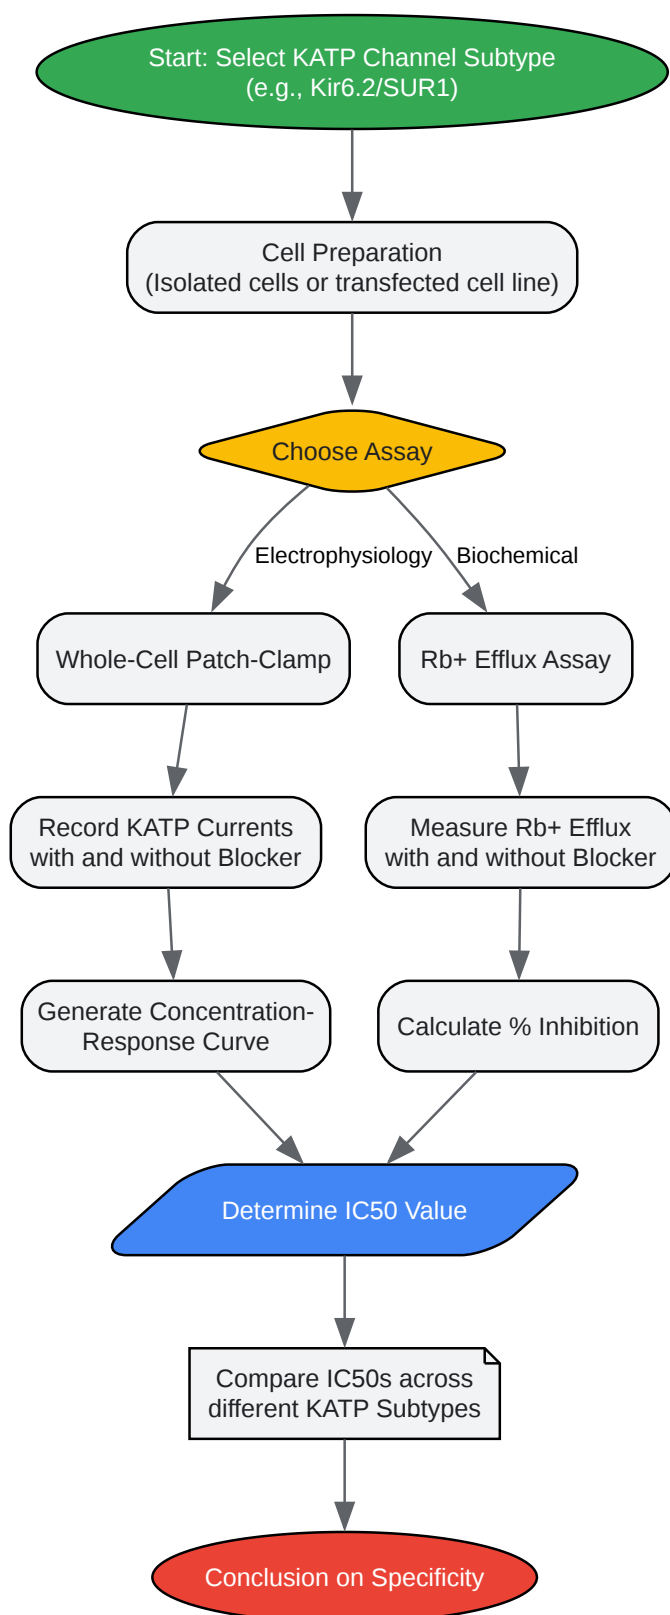 Start: Select KATP Channel Subtype
(e.g., Kir6.2/SUR1)
Cell Preparation
(Isolated cells or transfected cell line)
Choose Assay
Electrophysiology
Biochemical
Whole-Cell Patch-Clamp
Rb+ Efflux Assay
Record KATP Currents
with and without Blocker
Measure Rb+ Efflux
with and without Blocker
Generate Concentration-
Response Curve
Calculate % Inhibition
Determine IC50 Value
Compare IC50s across
different KATP Subtypes
Conclusion on Specificity